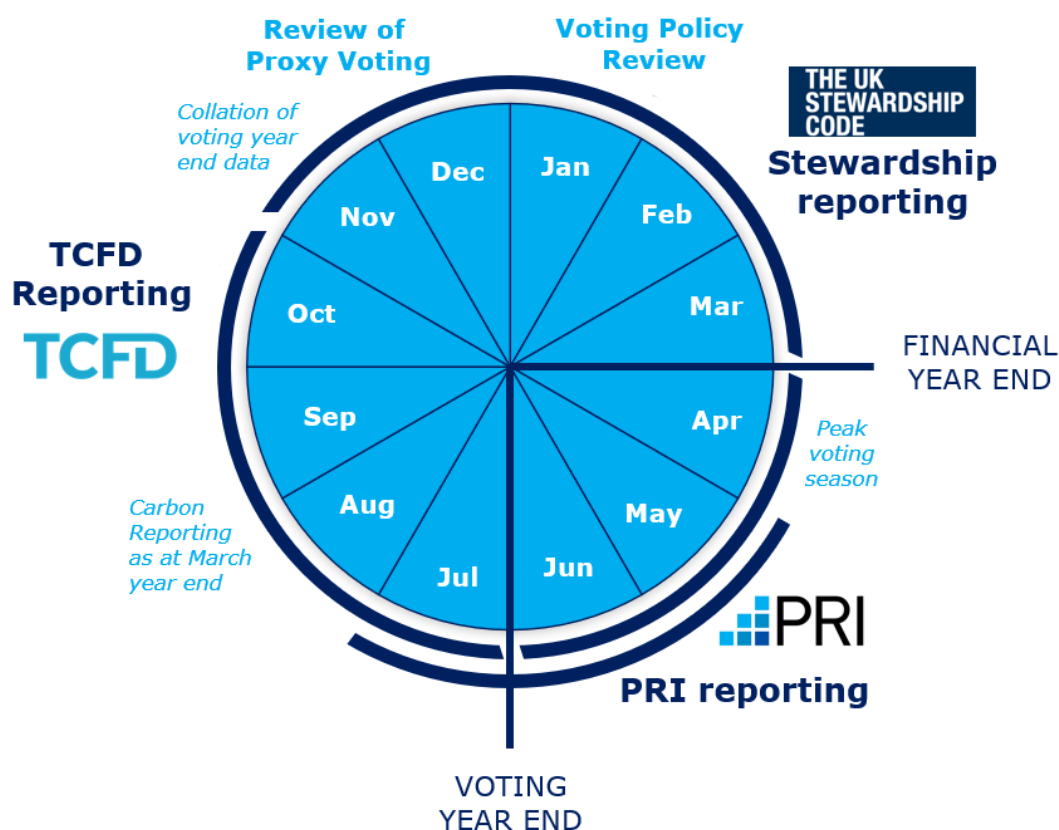 Review of
Proxy Voting
Voting Policy
Review
THE UK
STEWARDSHIP
CODE
Stewardship
reporting
Collation of
voting year
end data
Dec
Jan
Nov
Feb
TCFD
Reporting
TCFD
Oct
Mar
FINANCIAL
YEAR END
Sep
Apr
Peak
voting
season
Carbon
Reporting
as at March
year end
Aug
May
Jul
Jun
PRI
PRI reporting
VOTING
YEAR END